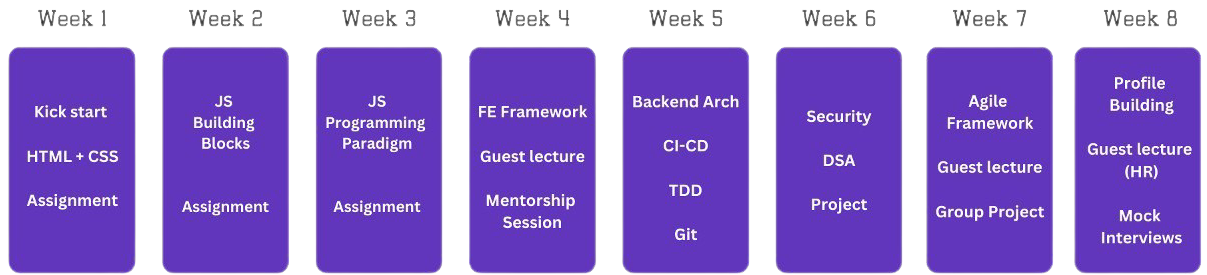 Week 1
Kick start
HTML + CSS
Assignment
Week 2
JS
Building
Blocks
Assignment
Week 3
JS
Programming
Paradigm
Assignment
Week 4
FE Framework
Guest lecture
Mentorship
Session
Week 5
Backend Arch
CI-CD
TDD
Git
Week 6
Security
DSA
Project
Week 7
Agile
Framework
Guest lecture
Group Project
Week 8
Profile
Building
Guest lecture
(HR)
Mock
Interviews